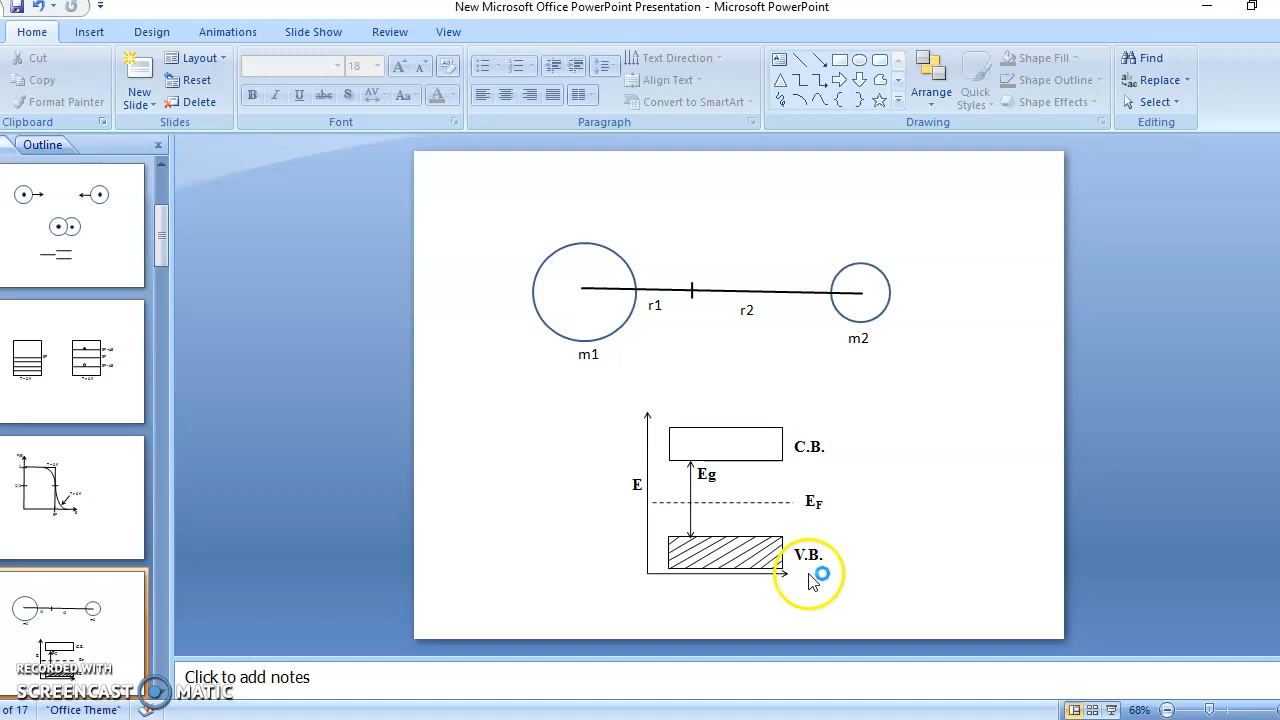 New Microsoft Office PowerPoint Presentation - Microsoft PowerPoint
Home Insert Design Animations Slide Show Review View
Cut
Copy
Format Painter
Clipboard
New
Slide
Layout
Reset
Delete
Slides
18
B I U abc S AV Aa A
Font
Text Direction
Align Text
Convert to SmartArt
Paragraph
Arrange
Quick
Styles
Shape Fill
Shape Outline
Shape Effects
Drawing
Find
Replace
Select
Editing
Outline
r1
r2
m1
m2
C.B.
Eg
E
EF
V.B.
RECORDED WITH
SCREENCAST MATIC
Click to add notes
of 17 "Office Theme" 68%